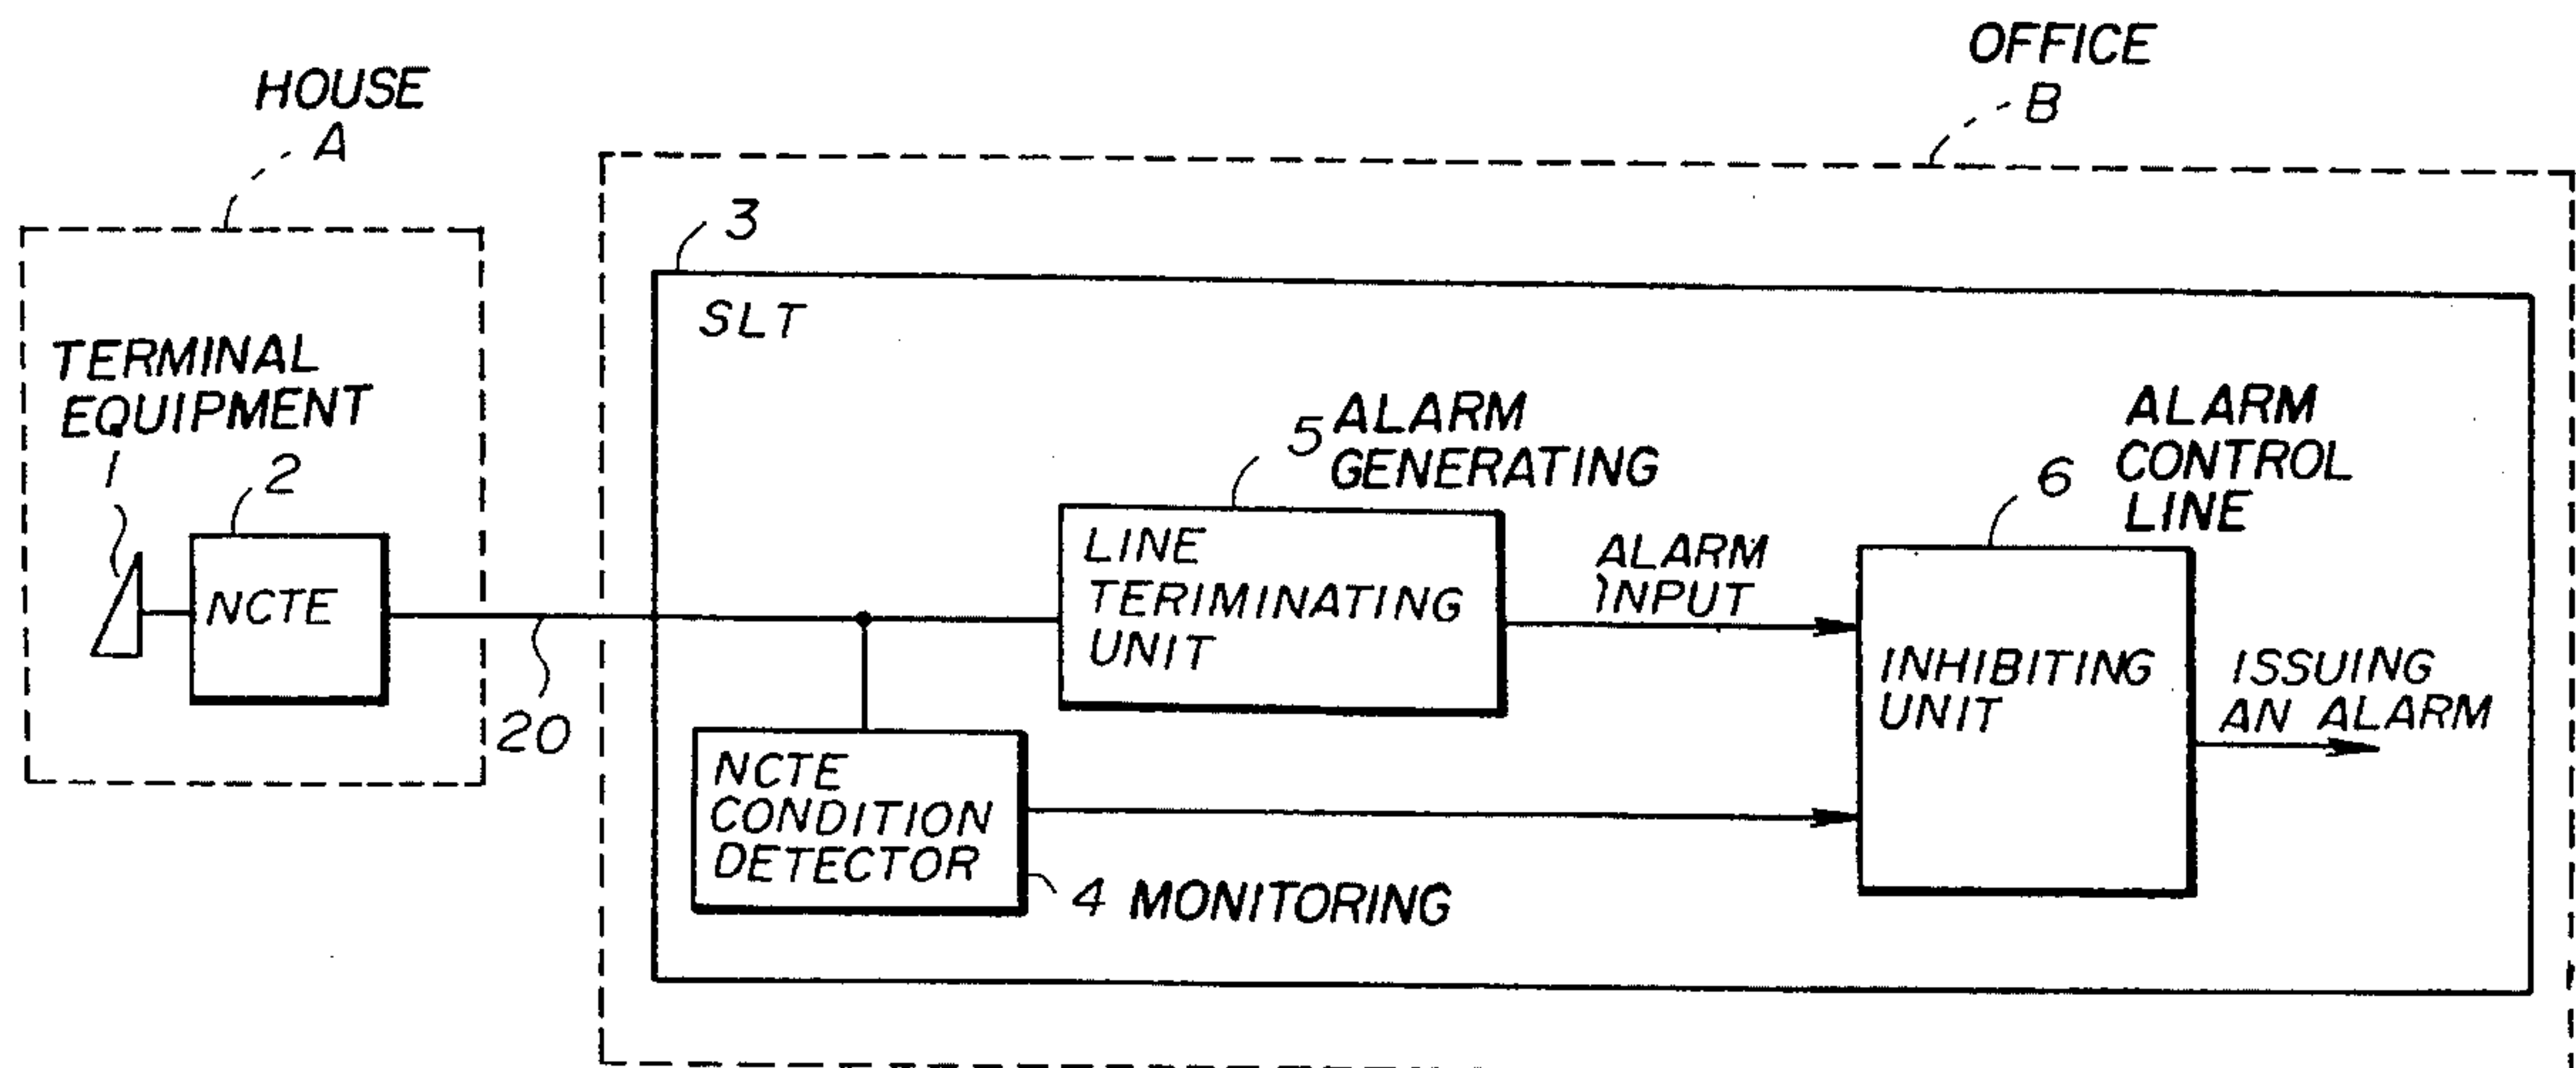 HOUSE
A
OFFICE
B
3
SLT
TERMINAL
EQUIPMENT
1
2
NCTE
20
5
ALARM
GENERATING
LINE
TERIMINATING
UNIT
ALARM
INPUT
6
ALARM
CONTROL
LINE
INHIBITING
UNIT
ISSUING
AN ALARM
NCTE
CONDITION
DETECTOR
4 MONITORING